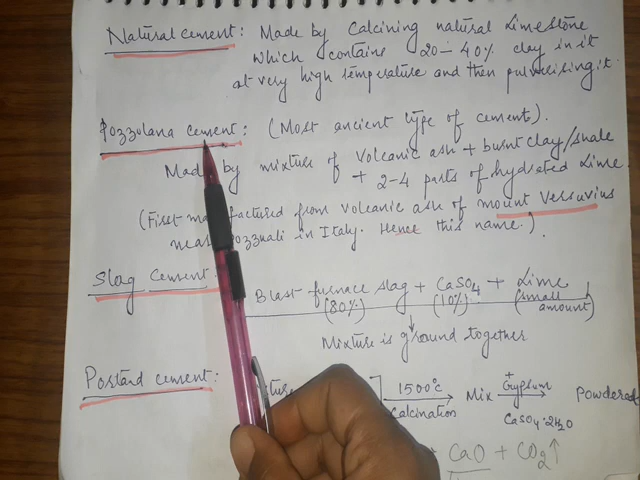 Natural cement: Made by Calcining natural Limestone
which contains 20-40% clay in it
at very high temperature and then pulverising it.
Pozzolana cement: (Most ancient type of cement).
Made by mixture of Volcanic ash + burnt clay/shale
+ 2-4 parts of hydrated Lime.
(First manufactured from Volcanic ash of mount Versuvius
near Pozzuali in Italy. Hence this name.)
Slag Cement: Blast furnace slag + CaSO4 + Lime
(80%) (10%) (small amount)
Mixture is ground together
Postand cement: 1500°C Mix + Gypsum Powdered
Calcination CaSO4·2H2O
+ CaO + CO2↑